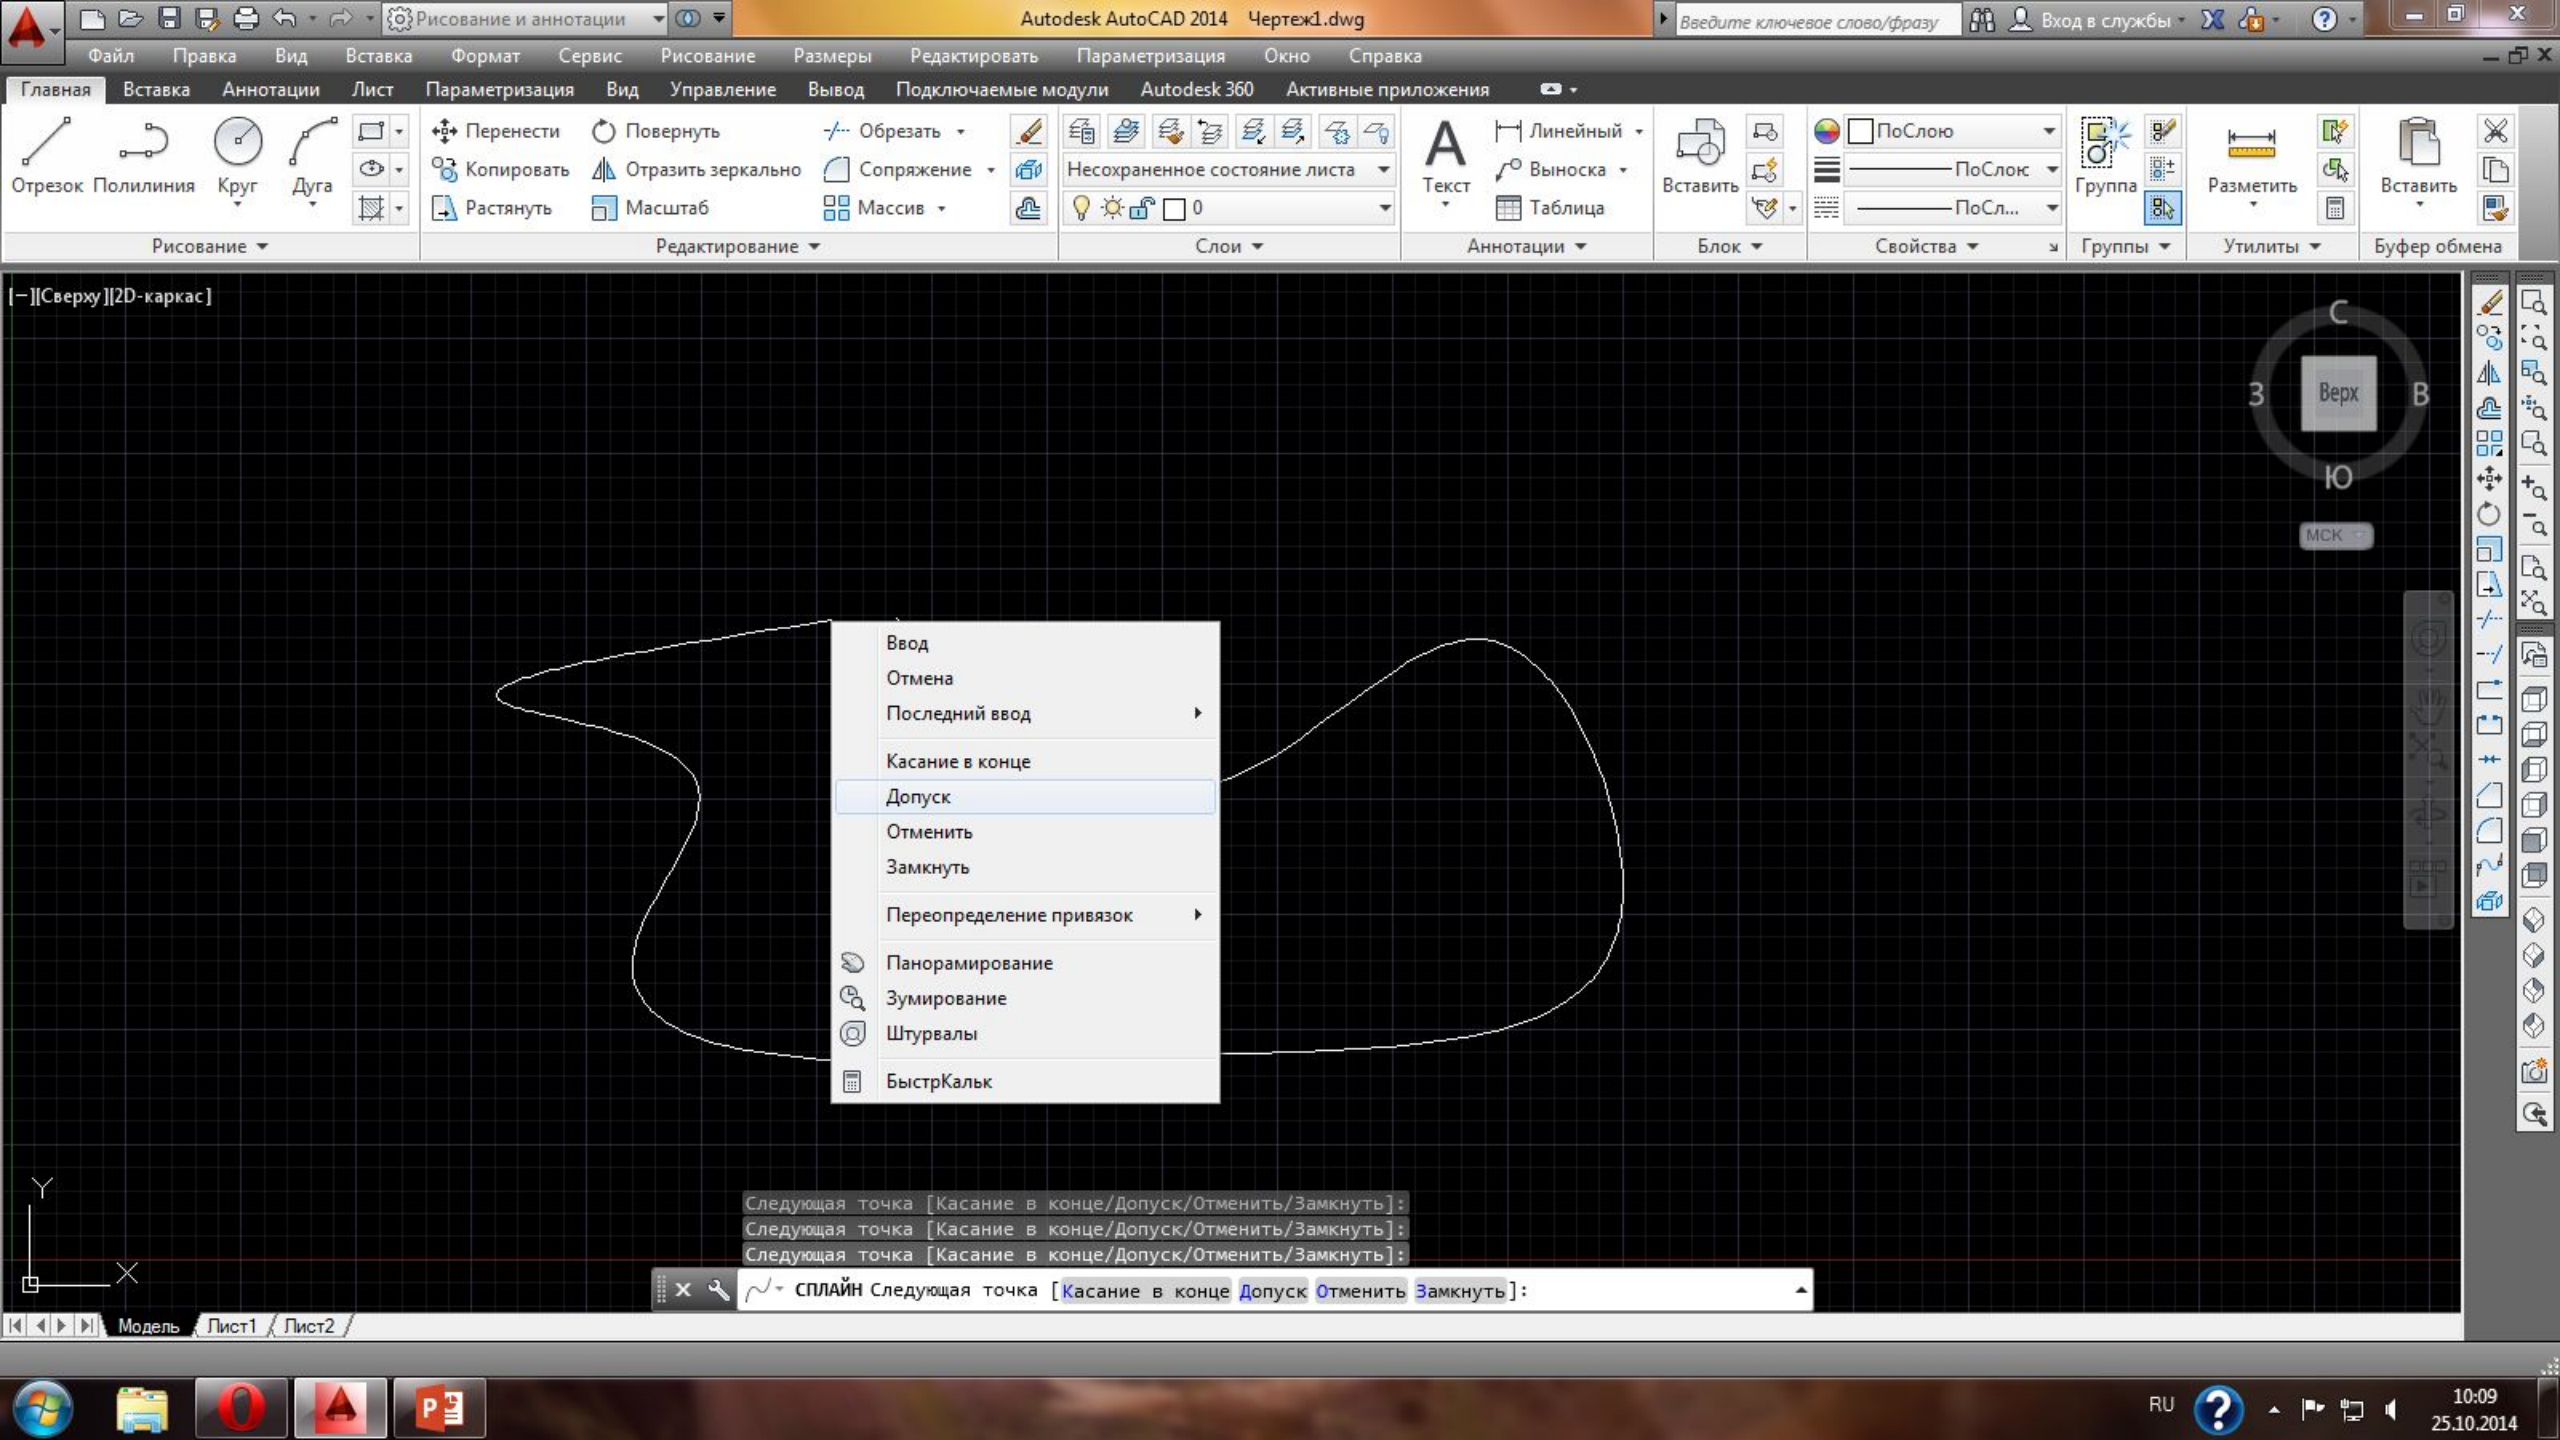 Рисование и аннотации
Autodesk AutoCAD 2014 Чертеж1.dwg
Введите ключевое слово/фразу
Вход в службы
Файл Правка Вид Вставка Формат Сервис Рисование Размеры Редактировать Параметризация Окно Справка
Главная Вставка Аннотации Лист Параметризация Вид Управление Вывод Подключаемые модули Autodesk 360 Активные приложения
Перенести Повернуть Обрезать Линейный ПоСлою
Копировать Отразить зеркально Сопряжение Несохраненное состояние листа Выноска ПоСлою
Отрезок Полилиния Круг Дуга Текст Вставить Группа Разметить Вставить
Растянуть Масштаб Массив 0 Таблица ПоСл...
Рисование Редактирование Слои Аннотации Блок Свойства Группы Утилиты Буфер обмена
[−][Сверху][2D-каркас]
С
З Верх В
Ю
МСК
Ввод
Отмена
Последний ввод
Касание в конце
Допуск
Отменить
Замкнуть
Переопределение привязок
Панорамирование
Зумирование
Штурвалы
БыстрКальк
Y
X
Следующая точка [Касание в конце/Допуск/Отменить/Замкнуть]:
Следующая точка [Касание в конце/Допуск/Отменить/Замкнуть]:
Следующая точка [Касание в конце/Допуск/Отменить/Замкнуть]:
СПЛАЙН Следующая точка [Касание в конце Допуск Отменить Замкнуть]:
Модель Лист1 Лист2
RU
10:09
25.10.2014